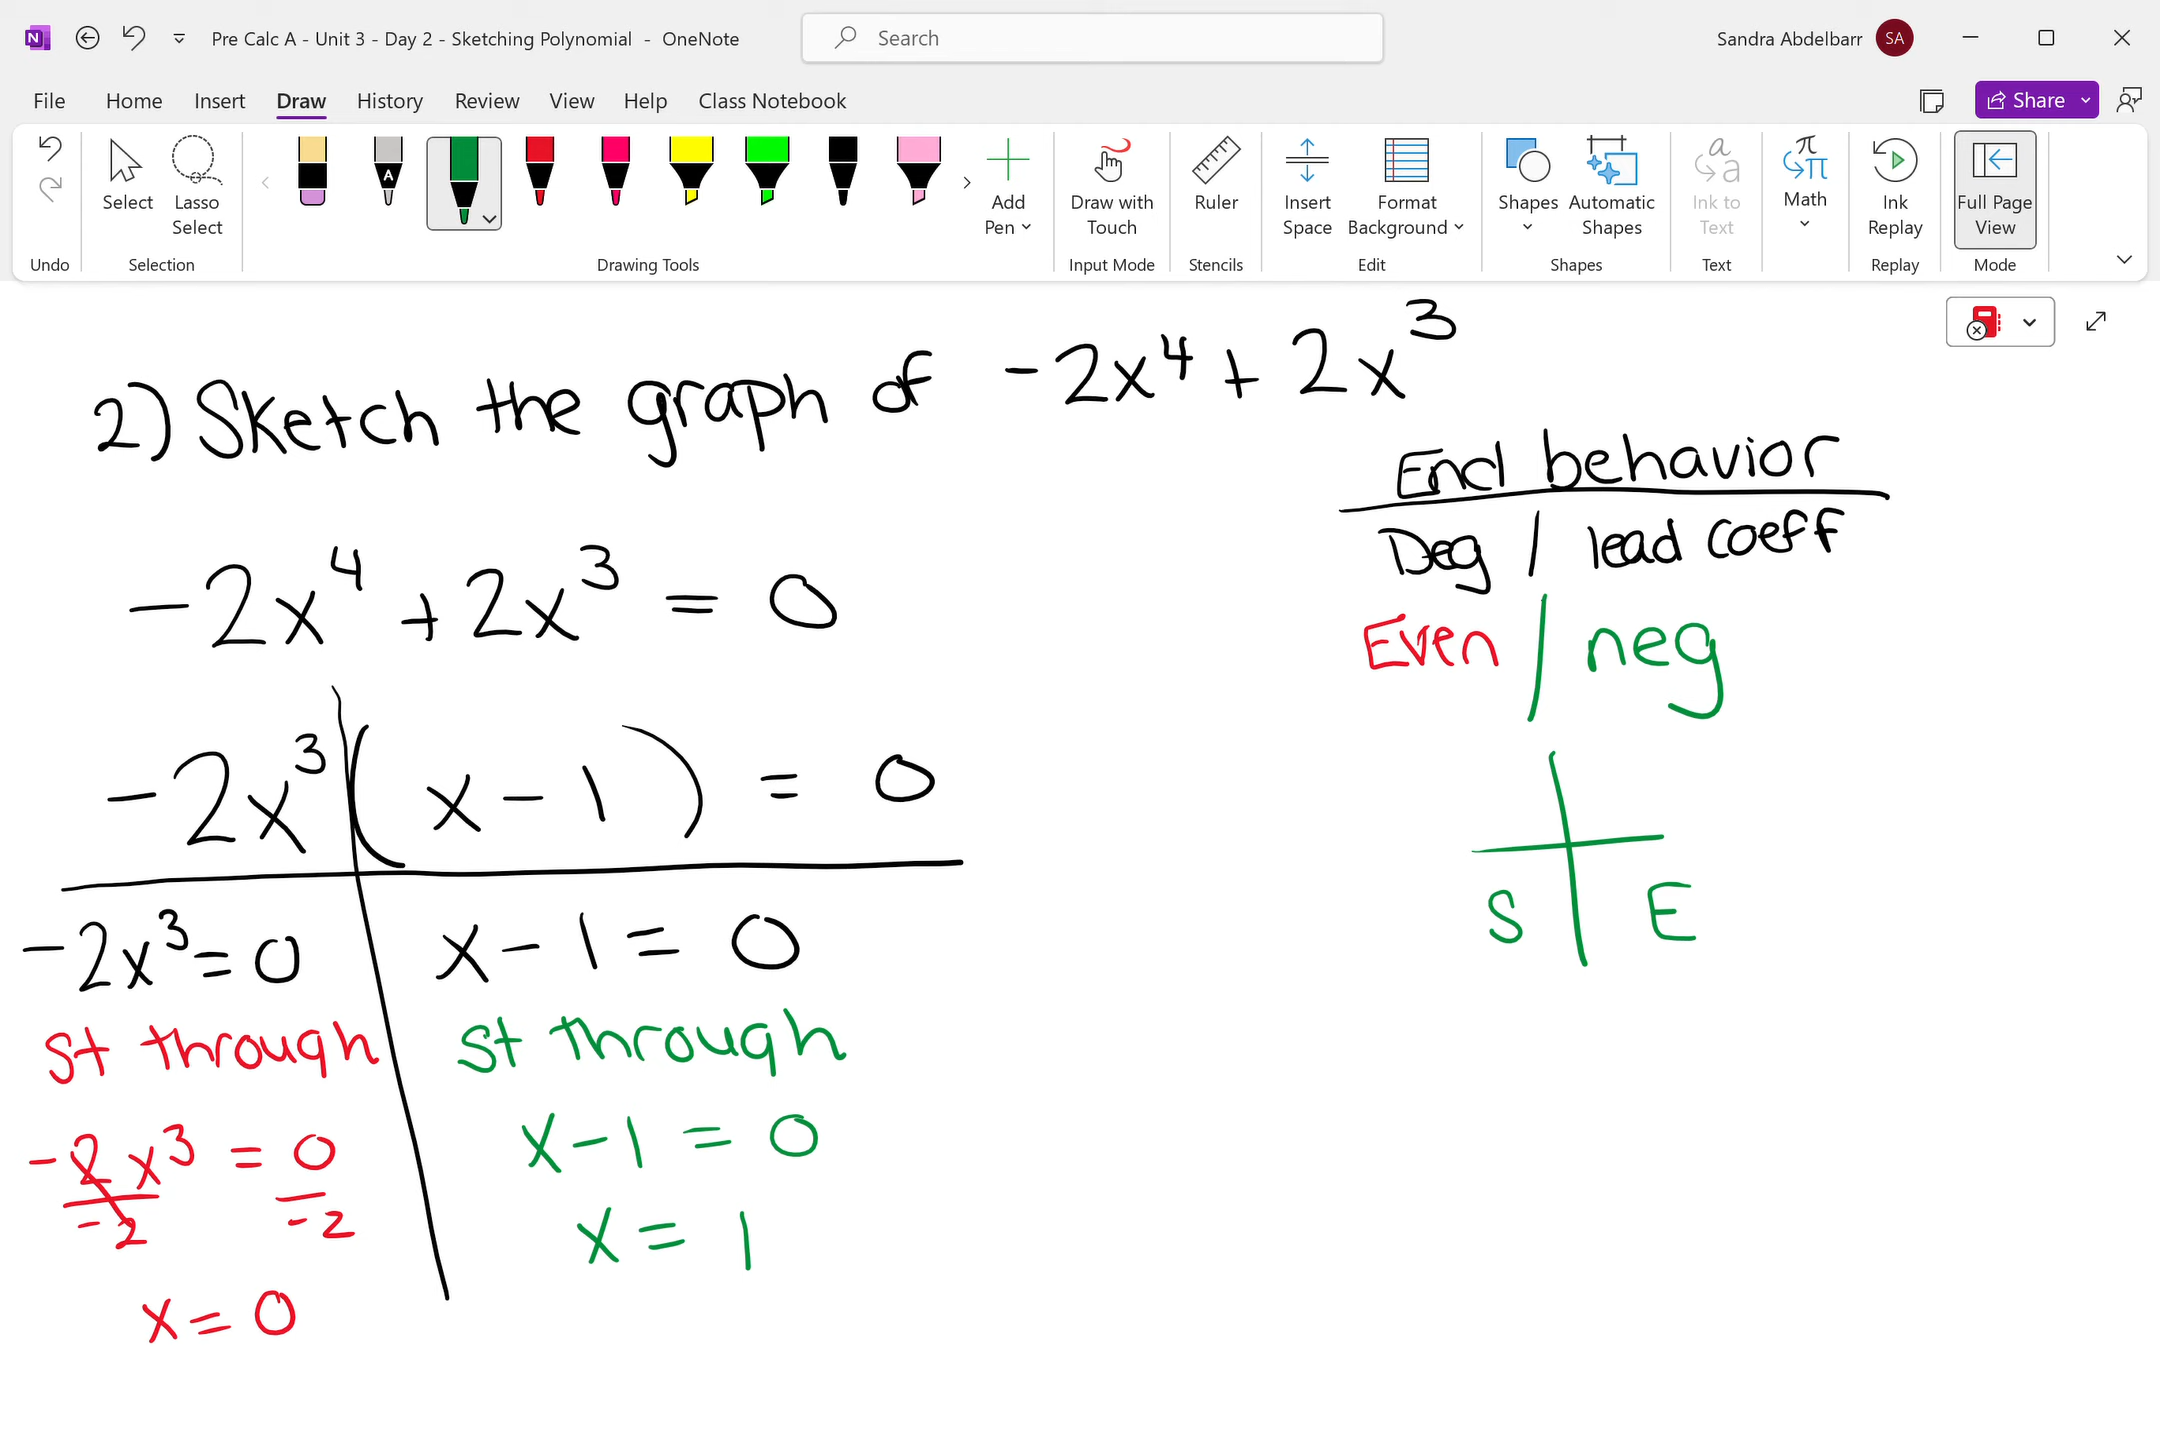 Pre Calc A - Unit 3 - Day 2 - Sketching Polynomial - OneNote
Search
Sandra Abdelbarr SA
File Home Insert Draw History Review View Help Class Notebook Share
Select Lasso Select A Add Pen Draw with Touch Ruler Insert Space Format Background Shapes Automatic Shapes Ink to Text Math Ink Replay Full Page View
Undo Selection Drawing Tools Input Mode Stencils Edit Shapes Text Replay Mode
2) Sketch the graph of -2x⁴ + 2x³
-2x⁴ + 2x³ = 0
-2x³(x - 1) = 0
-2x³ = 0
st through
-2x³ = 0
-2 -2
x = 0
x - 1 = 0
st through
x - 1 = 0
x = 1
End behavior
Deg / lead coeff
Even / neg
S E